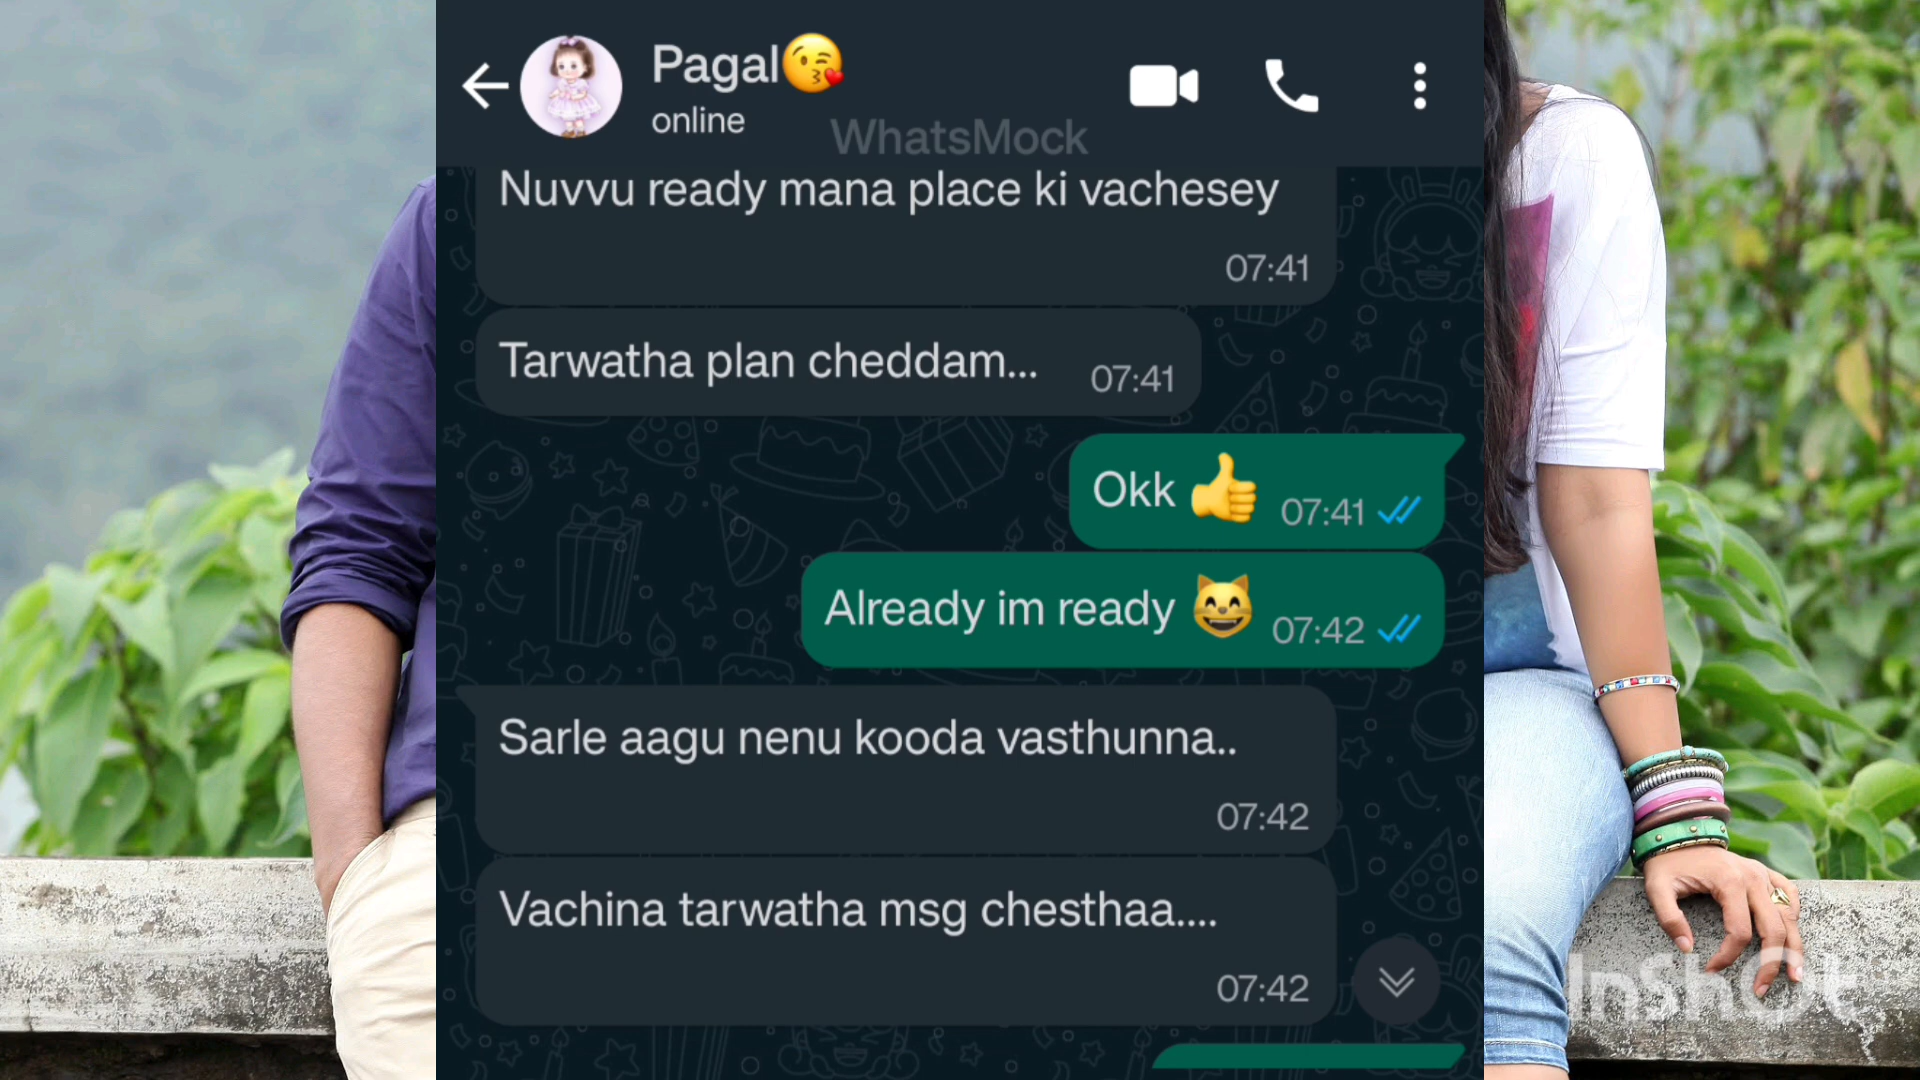 Pagal😘
online
WhatsMock
Nuvvu ready mana place ki vachesey
07:41
Tarwatha plan cheddam... 07:41
Okk 👍 07:41
Already im ready 😸 07:42
Sarle aagu nenu kooda vasthunna..
07:42
Vachina tarwatha msg chesthaa....
07:42
InShOt